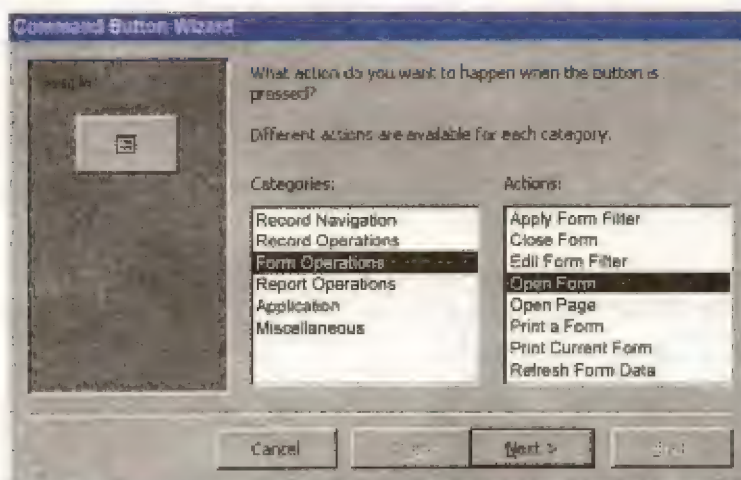 Command Button Wizard
What action do you want to happen when the button is
pressed?
Different actions are available for each category.
Categories:
Actions:
Record Navigation
Record Operations
Form Operations
Report Operations
Application
Miscellaneous
Apply Form Filter
Close Form
Edit Form Filter
Open Form
Open Page
Print a Form
Print Current Form
Refresh Form Data
Cancel
Next >